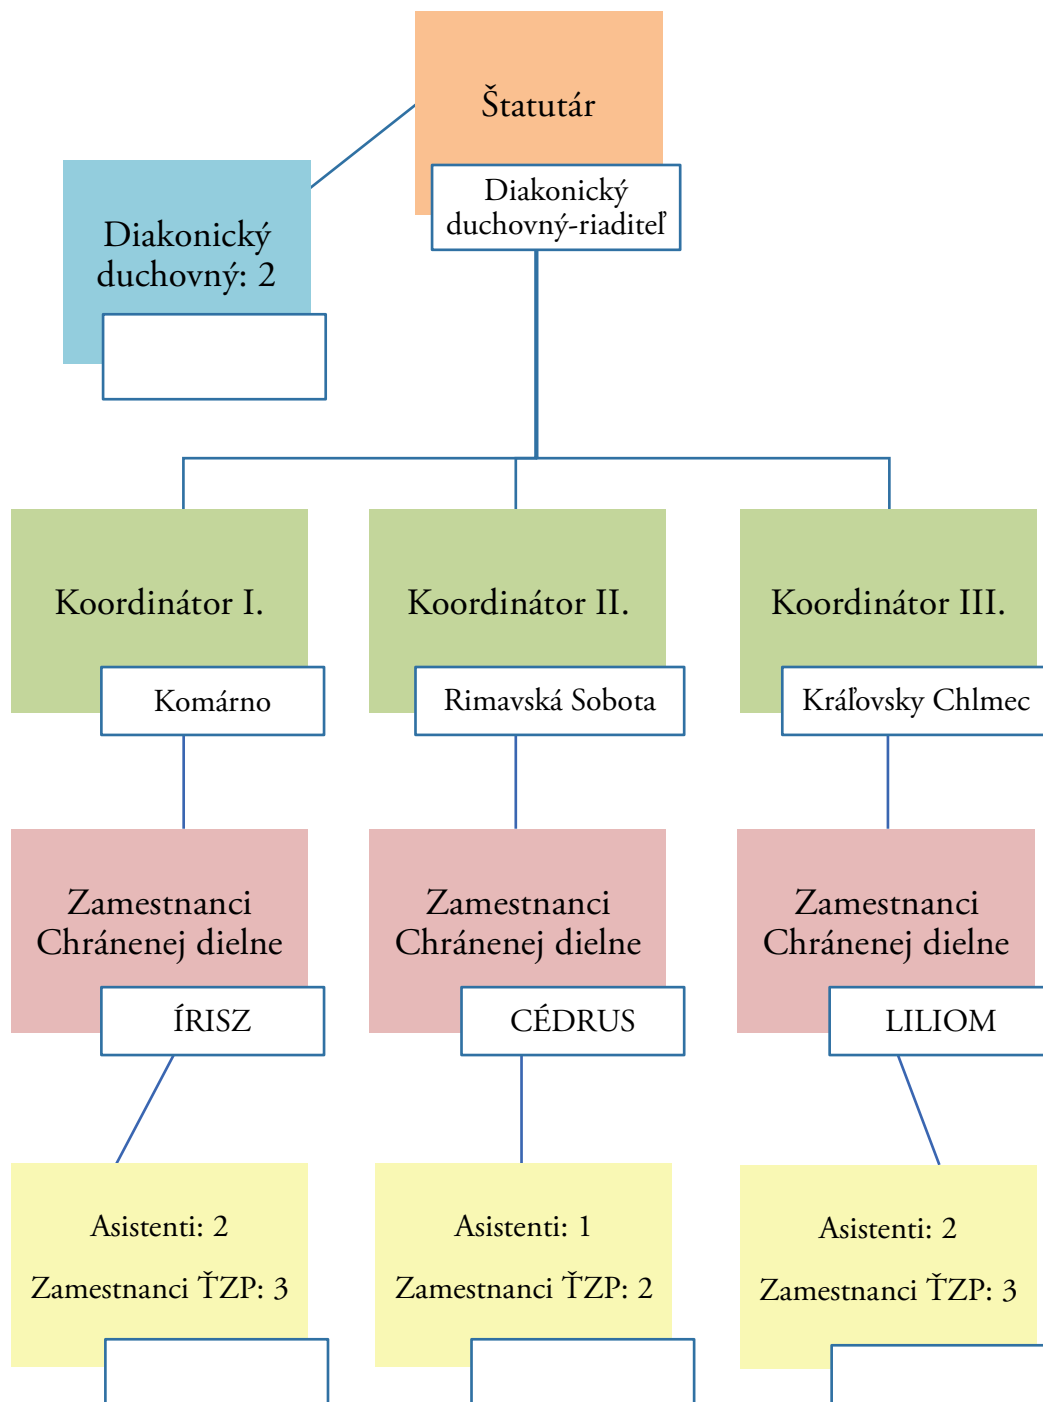 Štatutár
Diakonický
duchovný-riaditeľ
Diakonický
duchovný: 2
Koordinátor I.
Komárno
Koordinátor II.
Rimavská Sobota
Koordinátor III.
Kráľovsky Chlmec
Zamestnanci
Chránenej dielne
ÍRISZ
Zamestnanci
Chránenej dielne
CÉDRUS
Zamestnanci
Chránenej dielne
LILIOM
Asistenti: 2
Zamestnanci ŤZP: 3
Asistenti: 1
Zamestnanci ŤZP: 2
Asistenti: 2
Zamestnanci ŤZP: 3